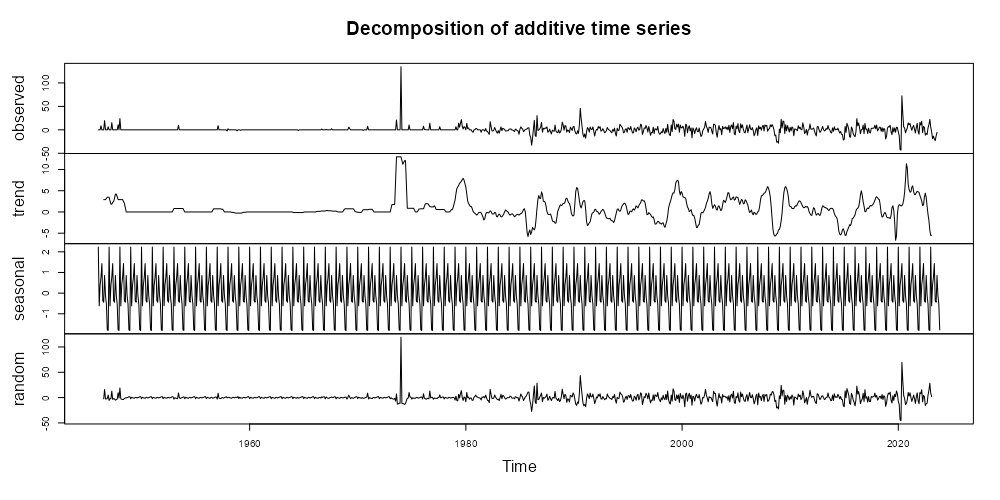 Decomposition of additive time series
observed
-50 0 50 100
trend
-5 0 5 10
seasonal
-1 0 1 2
random
-50 0 50 100
1960 1980 2000 2020
Time